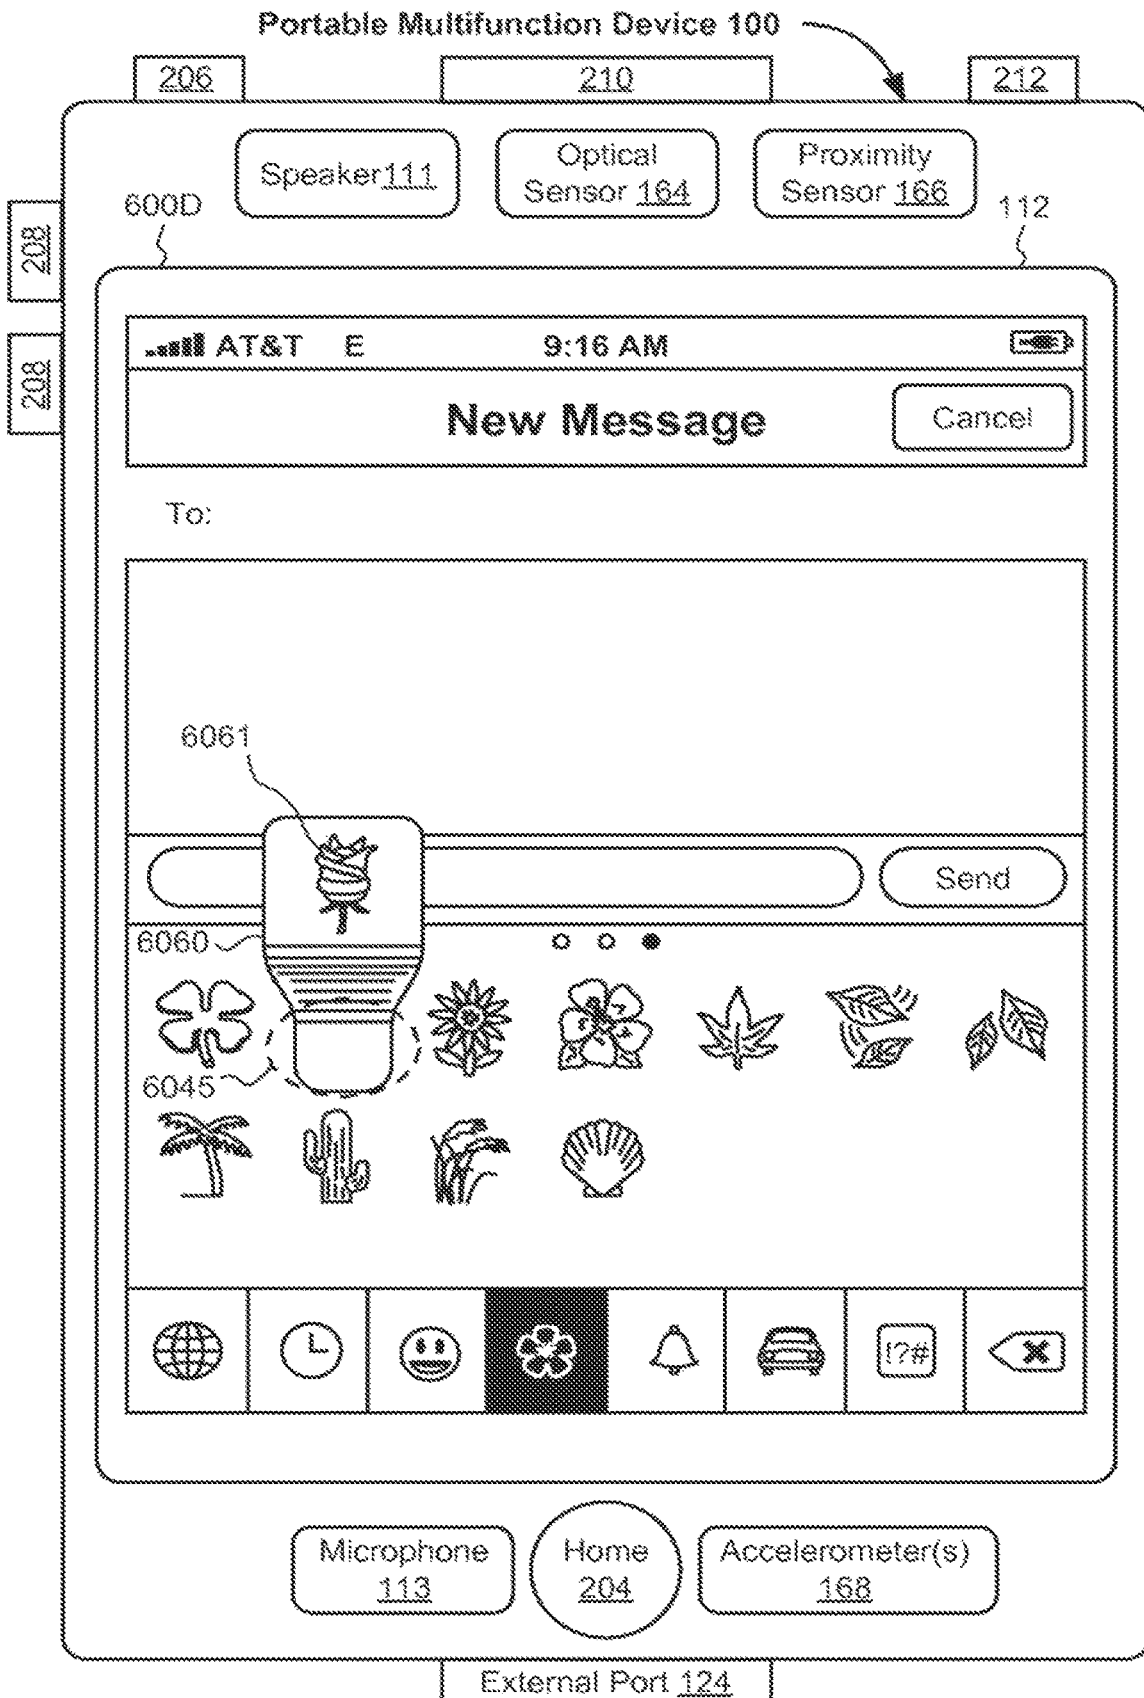 Portable Multifunction Device 100
206
210
212
Speaker 111
Optical
Sensor 164
Proximity
Sensor 166
600D
112
208
208
AT&T E 9:16 AM
New Message
Cancel
To:
6061
Send
6060
6045
!?#
Microphone
113
Home
204
Accelerometer(s)
168
External Port 124